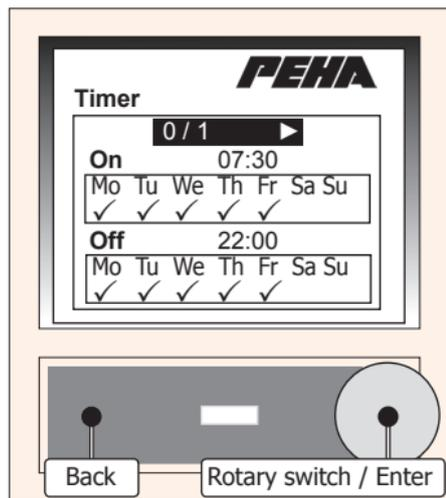 PEHA
Timer
0 / 1
On 07:30
Mo Tu We Th Fr Sa Su
✓ ✓ ✓ ✓ ✓
Off 22:00
Mo Tu We Th Fr Sa Su
✓ ✓ ✓ ✓ ✓
Back
Rotary switch / Enter